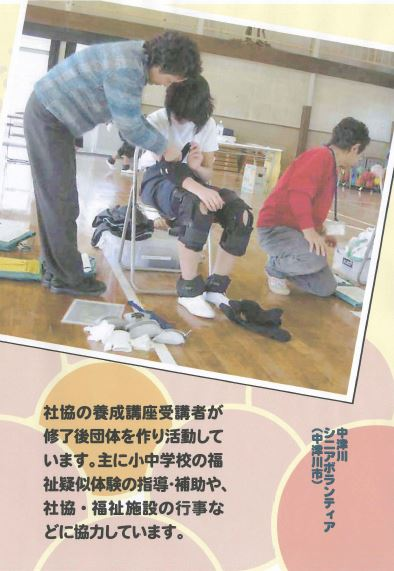 社協の養成講座受講者が
修了後団体を作り活動して
います。主に小中学校の福
祉疑似体験の指導・補助や、
社協・福祉施設の行事な
どに協力しています。
中津川
シニアボランティア
(中津川市)